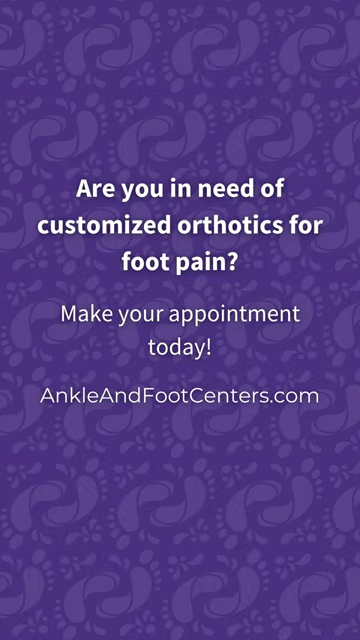 Are you in need of
customized orthotics for
foot pain?
Make your appointment
today!
AnkleAndFootCenters.com